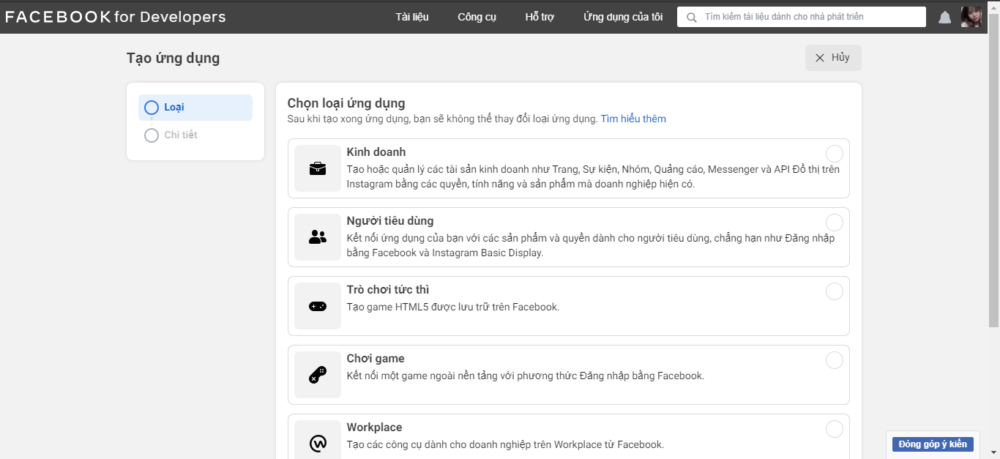 FACEBOOK for Developers
Tài liệu
Công cụ
Hỗ trợ
Ứng dụng của tôi
Tìm kiếm tài liệu dành cho nhà phát triển
Tạo ứng dụng
Hủy
Loại
Chi tiết
Chọn loại ứng dụng
Sau khi tạo xong ứng dụng, bạn sẽ không thể thay đổi loại ứng dụng. Tìm hiểu thêm
Kinh doanh
Tạo hoặc quản lý các tài sản kinh doanh như Trang, Sự kiện, Nhóm, Quảng cáo, Messenger và API Đồ thị trên
Instagram bằng các quyền, tính năng và sản phẩm mà doanh nghiệp hiện có.
Người tiêu dùng
Kết nối ứng dụng của bạn với các sản phẩm và quyền dành cho người tiêu dùng, chẳng hạn như Đăng nhập
bằng Facebook và Instagram Basic Display.
Trò chơi tức thì
Tạo game HTML5 được lưu trữ trên Facebook.
Chơi game
Kết nối một game ngoài nền tảng với phương thức Đăng nhập bằng Facebook.
Workplace
Tạo các công cụ dành cho doanh nghiệp trên Workplace từ Facebook.
Đóng góp ý kiến